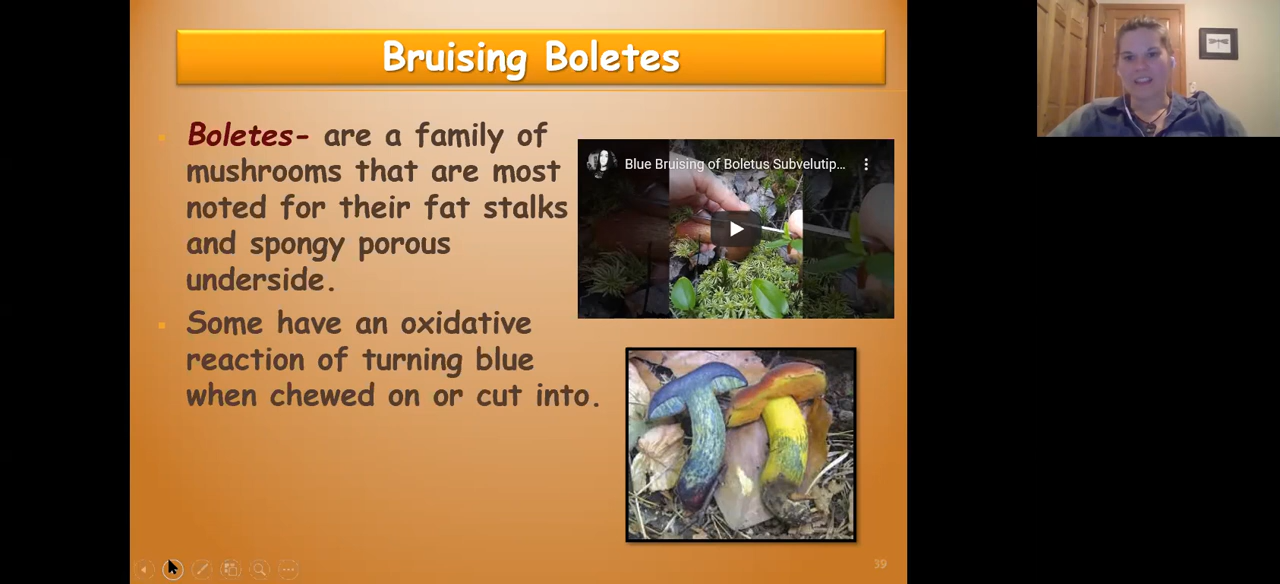 Bruising Boletes
Boletes- are a family of
mushrooms that are most
noted for their fat stalks
and spongy porous
underside.
Some have an oxidative
reaction of turning blue
when chewed on or cut into.
Blue Bruising of Boletus Subvelutip...
39